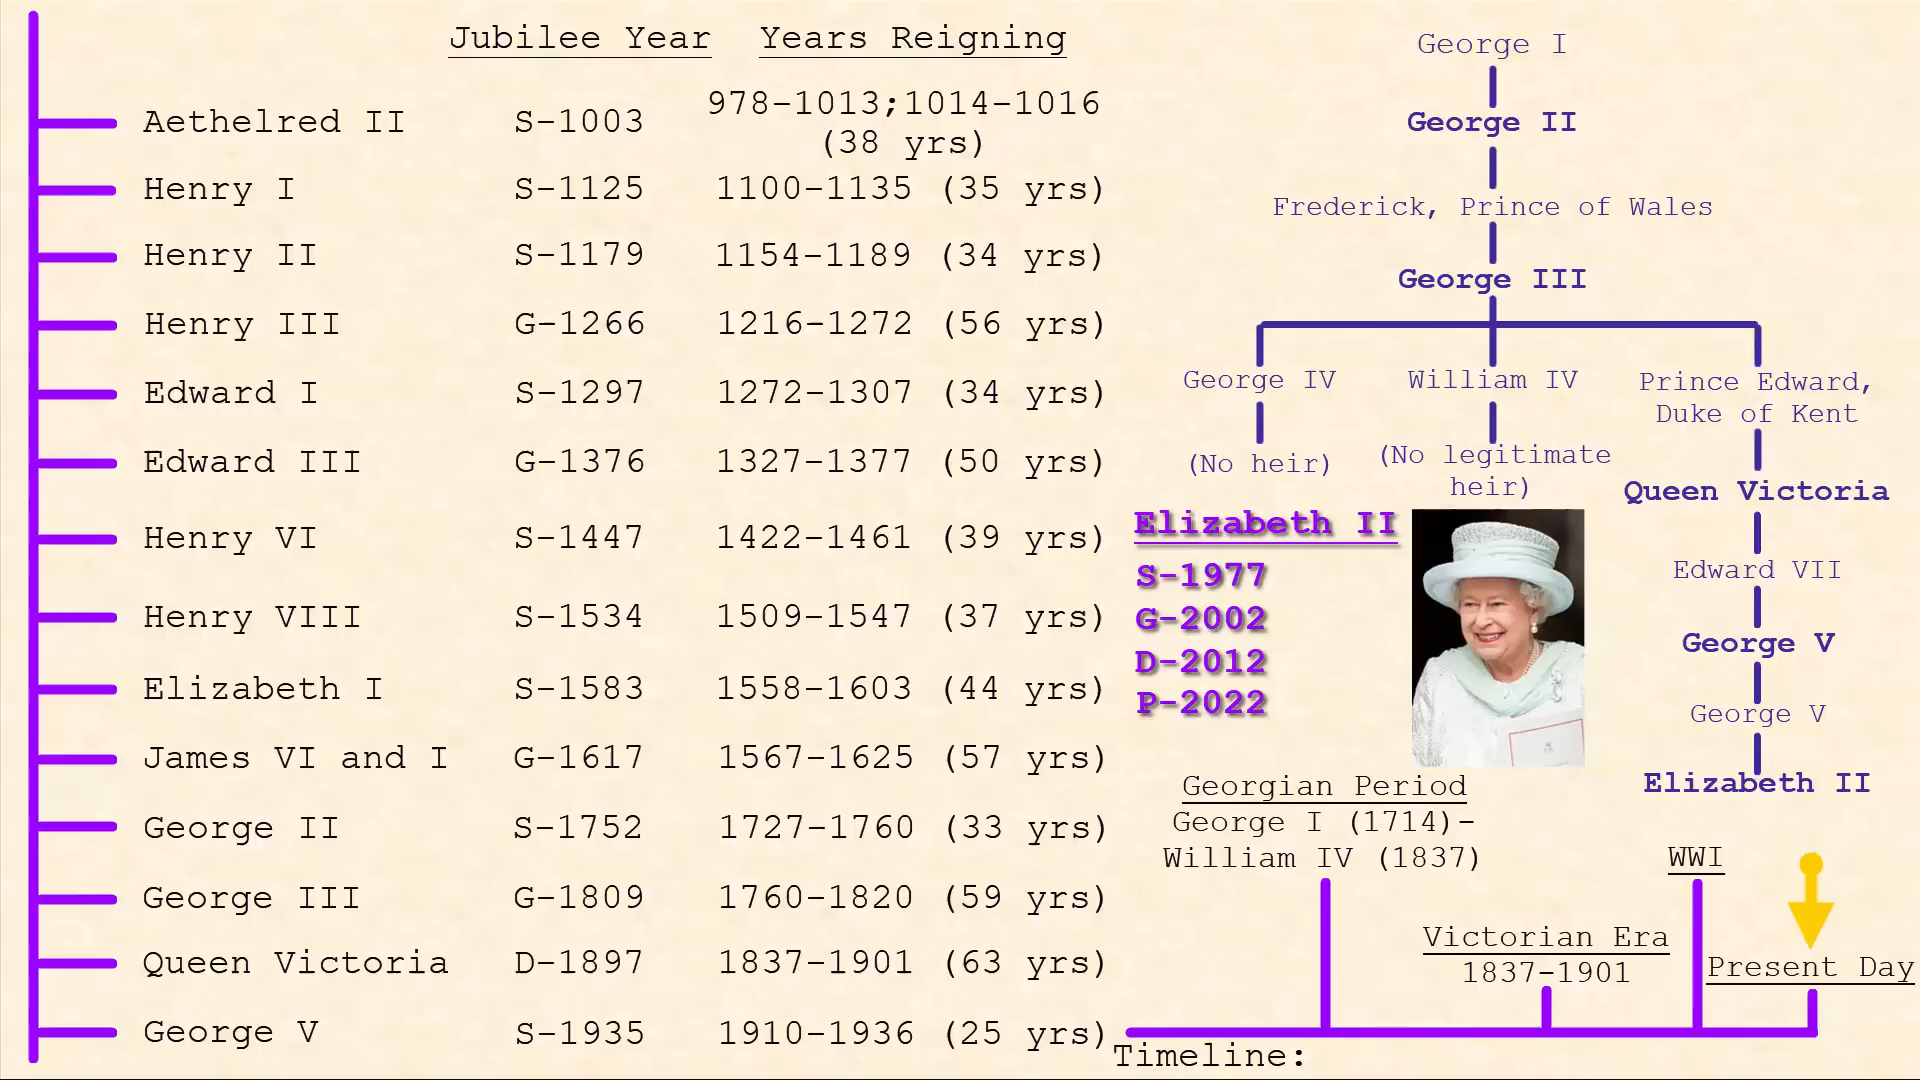 Jubilee Year Years Reigning
Aethelred II S-1003 978-1013;1014-1016
(38 yrs)
Henry I S-1125 1100-1135 (35 yrs)
Henry II S-1179 1154-1189 (34 yrs)
Henry III G-1266 1216-1272 (56 yrs)
Edward I S-1297 1272-1307 (34 yrs)
Edward III G-1376 1327-1377 (50 yrs)
Henry VI S-1447 1422-1461 (39 yrs)
Henry VIII S-1534 1509-1547 (37 yrs)
Elizabeth I S-1583 1558-1603 (44 yrs)
James VI and I G-1617 1567-1625 (57 yrs)
George II S-1752 1727-1760 (33 yrs)
George III G-1809 1760-1820 (59 yrs)
Queen Victoria D-1897 1837-1901 (63 yrs)
George V S-1935 1910-1936 (25 yrs)
George I
George II
Frederick, Prince of Wales
George III
George IV William IV Prince Edward,
Duke of Kent
(No heir) (No legitimate
heir)
Queen Victoria
Edward VII
George V
George V
Elizabeth II
Elizabeth II
S-1977
G-2002
D-2012
P-2022
Georgian Period
George I (1714)-
William IV (1837)
Victorian Era
1837-1901
WWI
Present Day
Timeline: